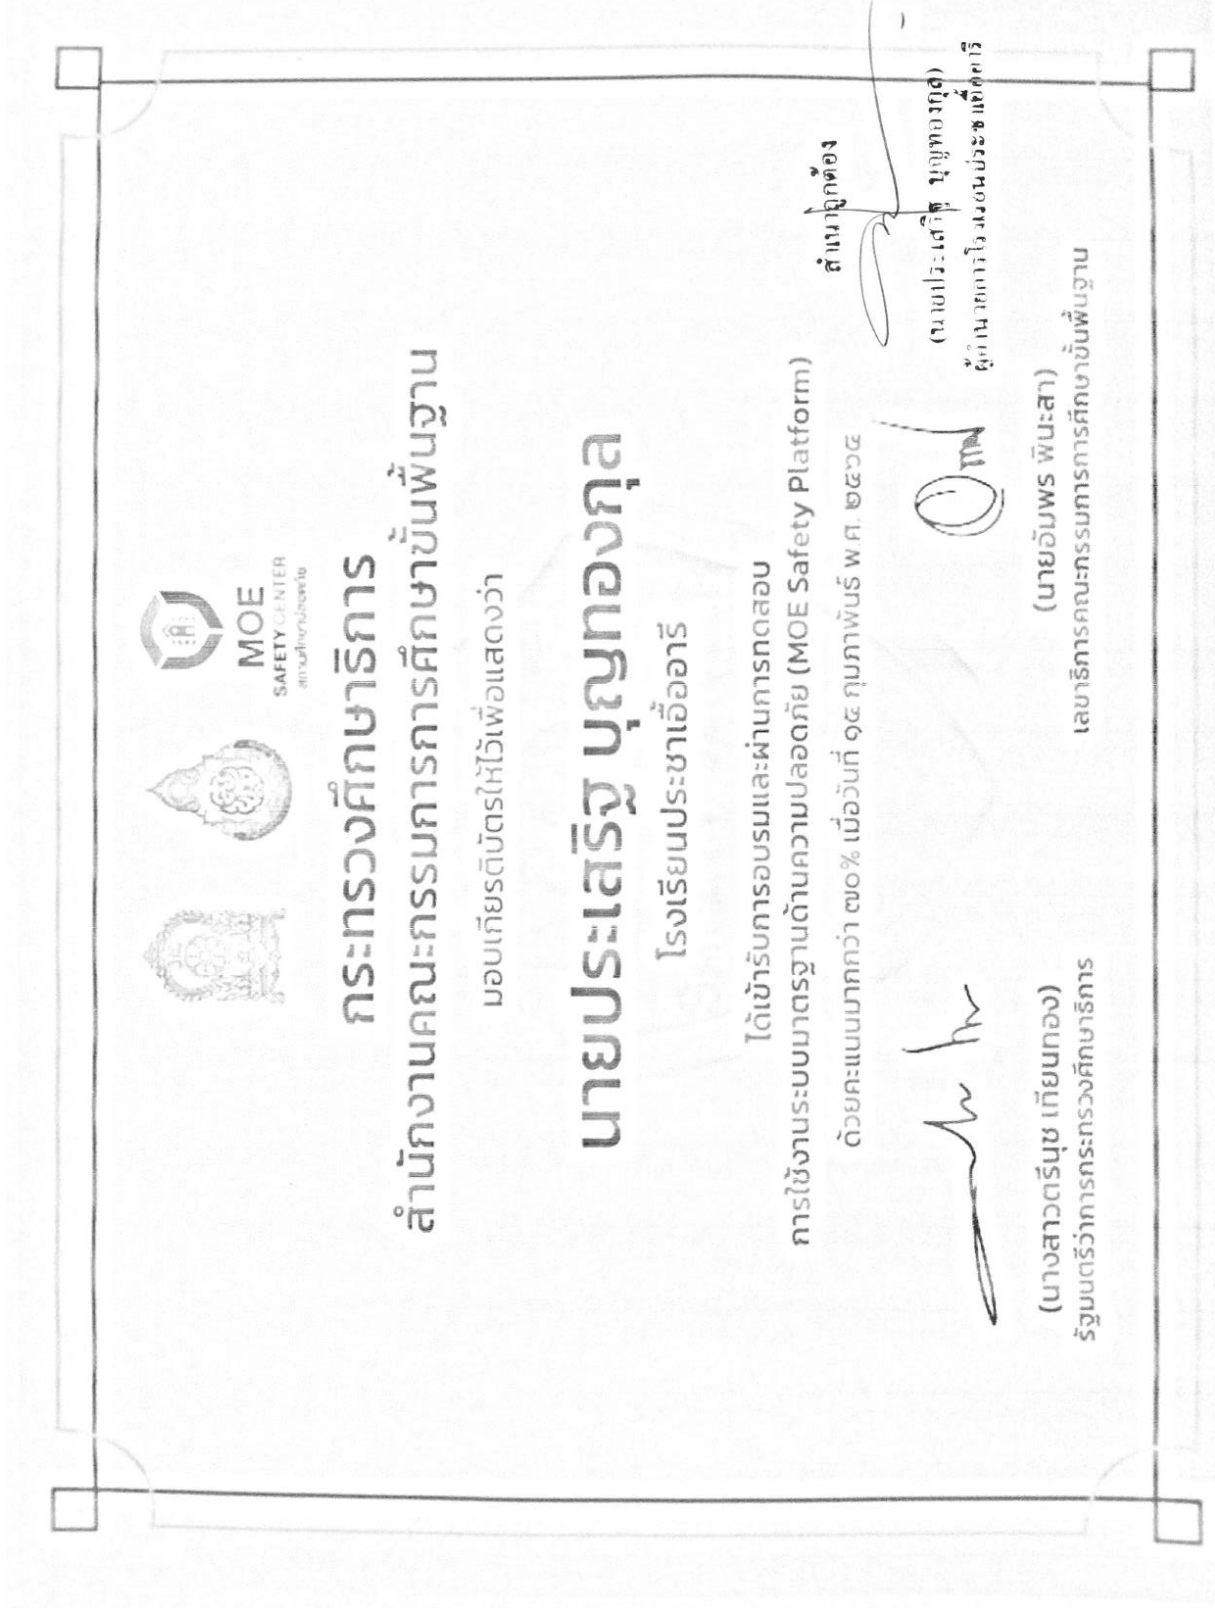 MOE
SAFETY CENTER
สถานศึกษาปลอดภัย
กระทรวงศึกษาธิการ
สำนักงานคณะกรรมการการศึกษาขั้นพื้นฐาน
มอบเกียรติบัตรให้ไว้เพื่อแสดงว่า
นายประเสริฐ บุญทองกุล
โรงเรียนประชาเอื้ออารี
ได้เข้ารับการอบรมและผ่านการทดสอบ
การใช้งานระบบมาตรฐานด้านความปลอดภัย (MOE Safety Platform)
ด้วยคะแนนมากกว่า ๗๐% เมื่อวันที่ ๑๕ กุมภาพันธ์ พ.ศ. ๒๕๖๕
(นางสาวตรีนุช เทียนทอง)
รัฐมนตรีว่าการกระทรวงศึกษาธิการ
(นายอัมพร พินะสา)
เลขาธิการคณะกรรมการการศึกษาขั้นพื้นฐาน
สำเนาถูกต้อง
(นายประเสริฐ บุญทองกุล)
ผู้อำนวยการโรงเรียนประชาเอื้ออารี